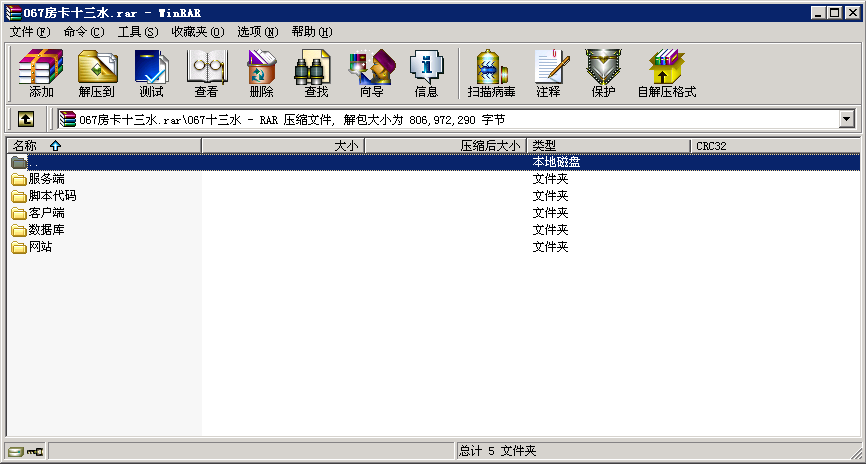 067房卡十三水.rar - WinRAR
文件(F) 命令(C) 工具(S) 收藏夹(O) 选项(N) 帮助(H)
添加 解压到 测试 查看 删除 查找 向导 信息 扫描病毒 注释 保护 自解压格式
067房卡十三水.rar\067十三水 - RAR 压缩文件, 解包大小为 806,972,290 字节
名称 大小 压缩后大小 类型 CRC32
.. 本地磁盘
服务端 文件夹
脚本代码 文件夹
客户端 文件夹
数据库 文件夹
网站 文件夹
总计 5 文件夹